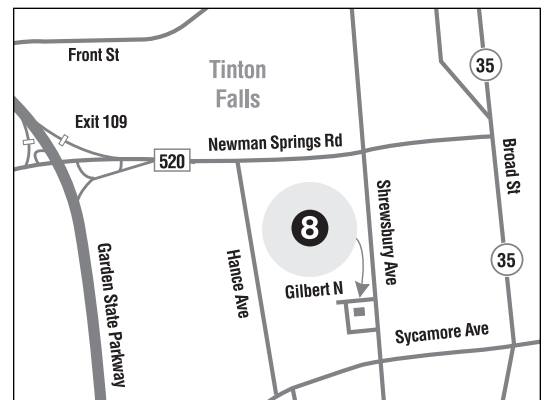 Front St
Tinton
Falls
35
Exit 109
Newman Springs Rd
520
Broad St
Shrewsbury Ave
8
Hance Ave
Garden State Parkway
35
Gilbert N
Sycamore Ave